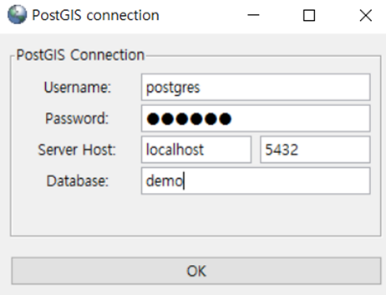 PostGIS connection
PostGIS Connection
Username: postgres
Password: ●●●●●●
Server Host: localhost 5432
Database: demo
OK